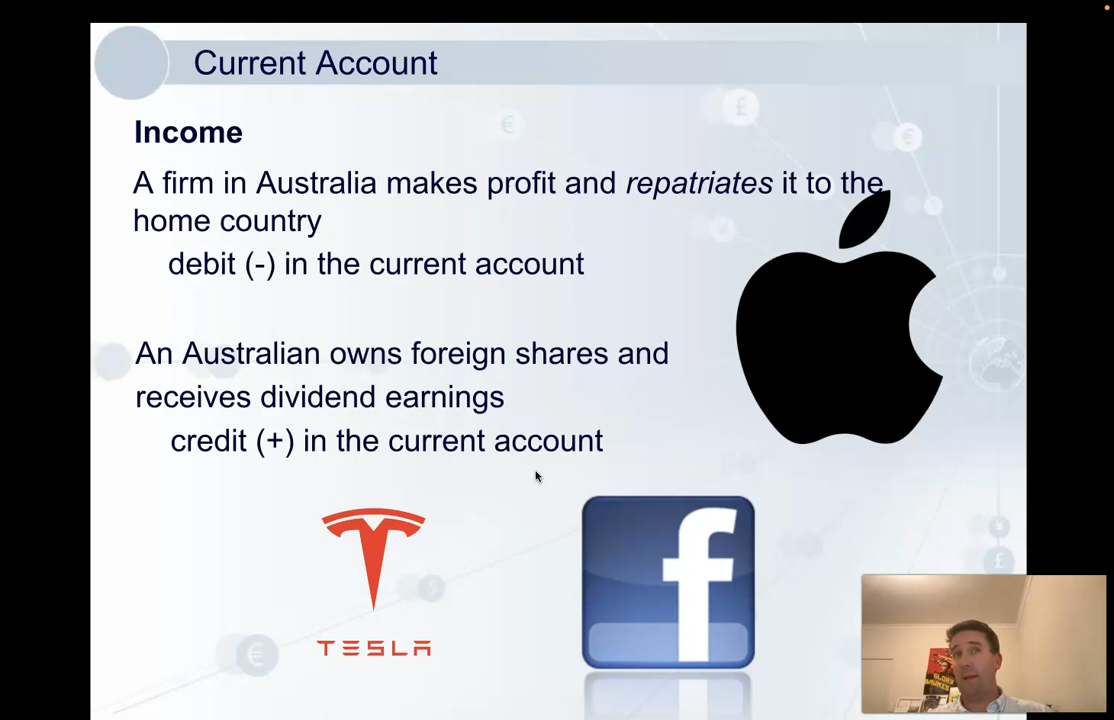 Current Account
Income
A firm in Australia makes profit and repatriates it to the
home country
debit (-) in the current account
An Australian owns foreign shares and
receives dividend earnings
credit (+) in the current account
TESLA
f
GLORY